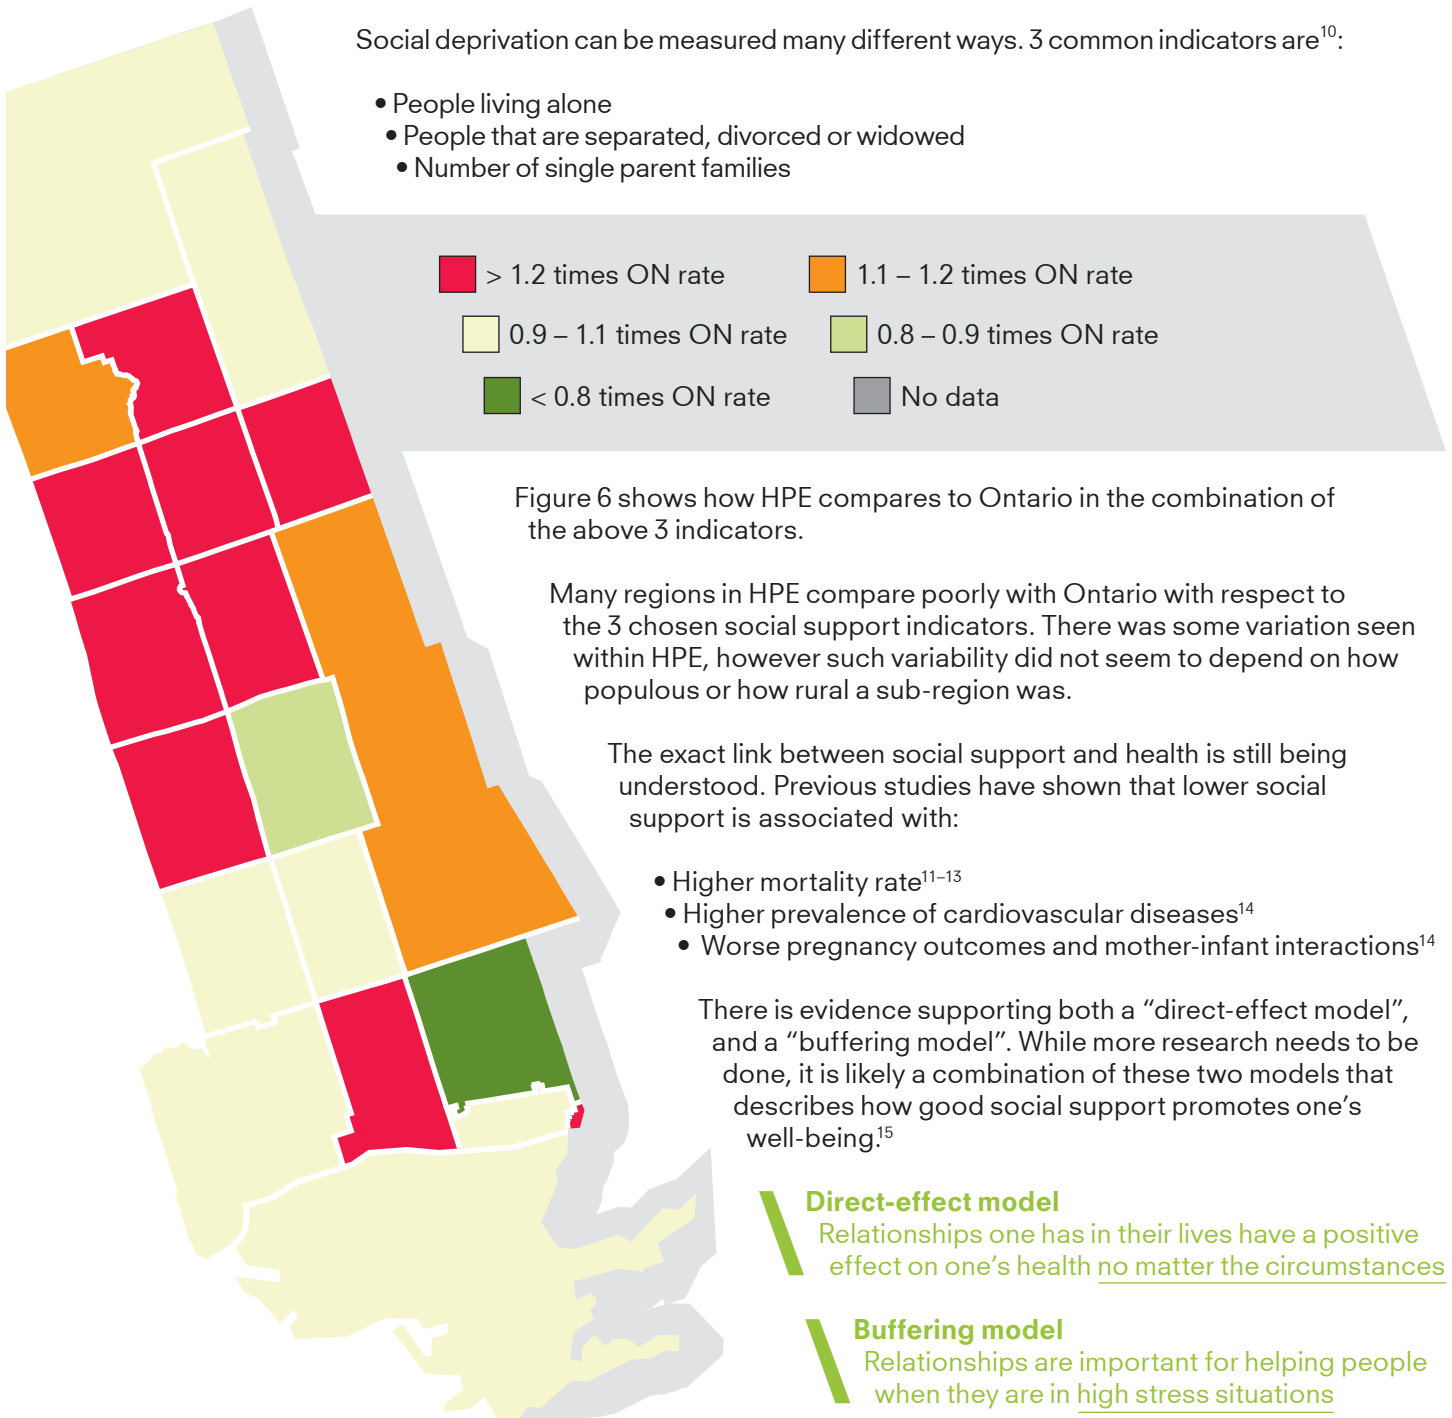 Social deprivation can be measured many different ways. 3 common indicators are10:
• People living alone
• People that are separated, divorced or widowed
• Number of single parent families
> 1.2 times ON rate
1.1 – 1.2 times ON rate
0.9 – 1.1 times ON rate
0.8 – 0.9 times ON rate
< 0.8 times ON rate
No data
Figure 6 shows how HPE compares to Ontario in the combination of
the above 3 indicators.
Many regions in HPE compare poorly with Ontario with respect to
the 3 chosen social support indicators. There was some variation seen
within HPE, however such variability did not seem to depend on how
populous or how rural a sub-region was.
The exact link between social support and health is still being
understood. Previous studies have shown that lower social
support is associated with:
• Higher mortality rate11–13
• Higher prevalence of cardiovascular diseases14
• Worse pregnancy outcomes and mother-infant interactions14
There is evidence supporting both a “direct-effect model”,
and a “buffering model”. While more research needs to be
done, it is likely a combination of these two models that
describes how good social support promotes one’s
well-being.15
Direct-effect model
Relationships one has in their lives have a positive
effect on one’s health no matter the circumstances
Buffering model
Relationships are important for helping people
when they are in high stress situations